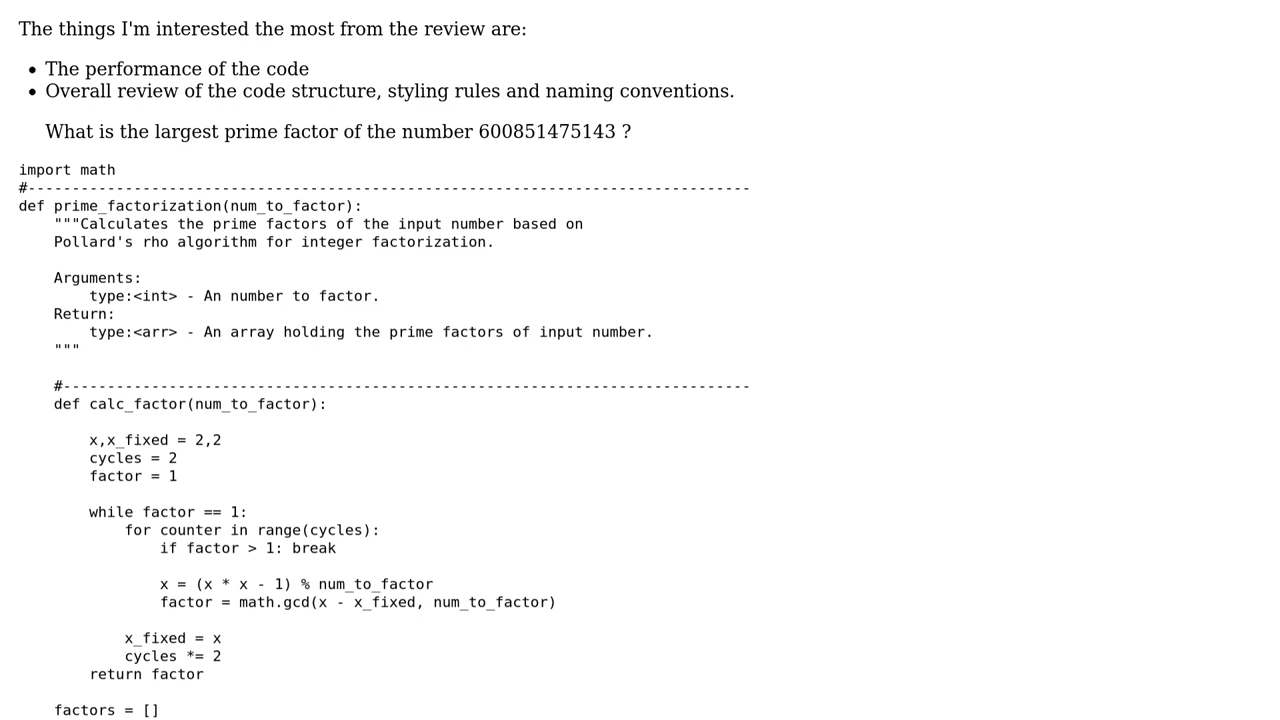 The things I'm interested the most from the review are:
• The performance of the code
• Overall review of the code structure, styling rules and naming conventions.
What is the largest prime factor of the number 600851475143 ?
import math
#----------------------------------------------------------------------------------
def prime_factorization(num_to_factor):
    """Calculates the prime factors of the input number based on
    Pollard's rho algorithm for integer factorization.

    Arguments:
        type:<int> - An number to factor.
    Return:
        type:<arr> - An array holding the prime factors of input number.
    """

    #------------------------------------------------------------------------------
    def calc_factor(num_to_factor):

        x,x_fixed = 2,2
        cycles = 2
        factor = 1

        while factor == 1:
            for counter in range(cycles):
                if factor > 1: break

                x = (x * x - 1) % num_to_factor
                factor = math.gcd(x - x_fixed, num_to_factor)

            x_fixed = x
            cycles *= 2
        return factor

    factors = []